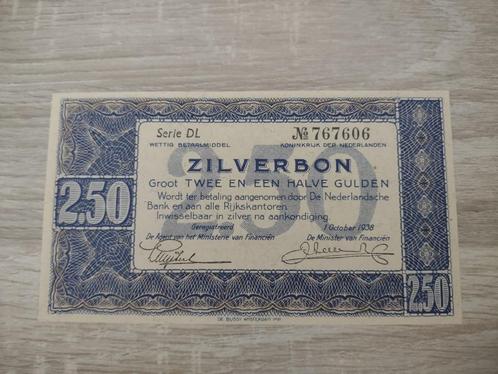 Serie DL
№ 767606
WETTIG BETAALMIDDEL
KONINKRIJK DER NEDERLANDEN
250
ZILVERBON
Groot TWEE EN EEN HALVE GULDEN
Wordt ter betaling aangenomen door De Nederlandsche
Bank en aan alle Rijkskantoren.
Inwisselbaar in zilver na aankondiging.
Geregistreerd
1 October 1938
De Agent van het Ministerie van Financiën
De Minister van Financiën
2.50
2.50